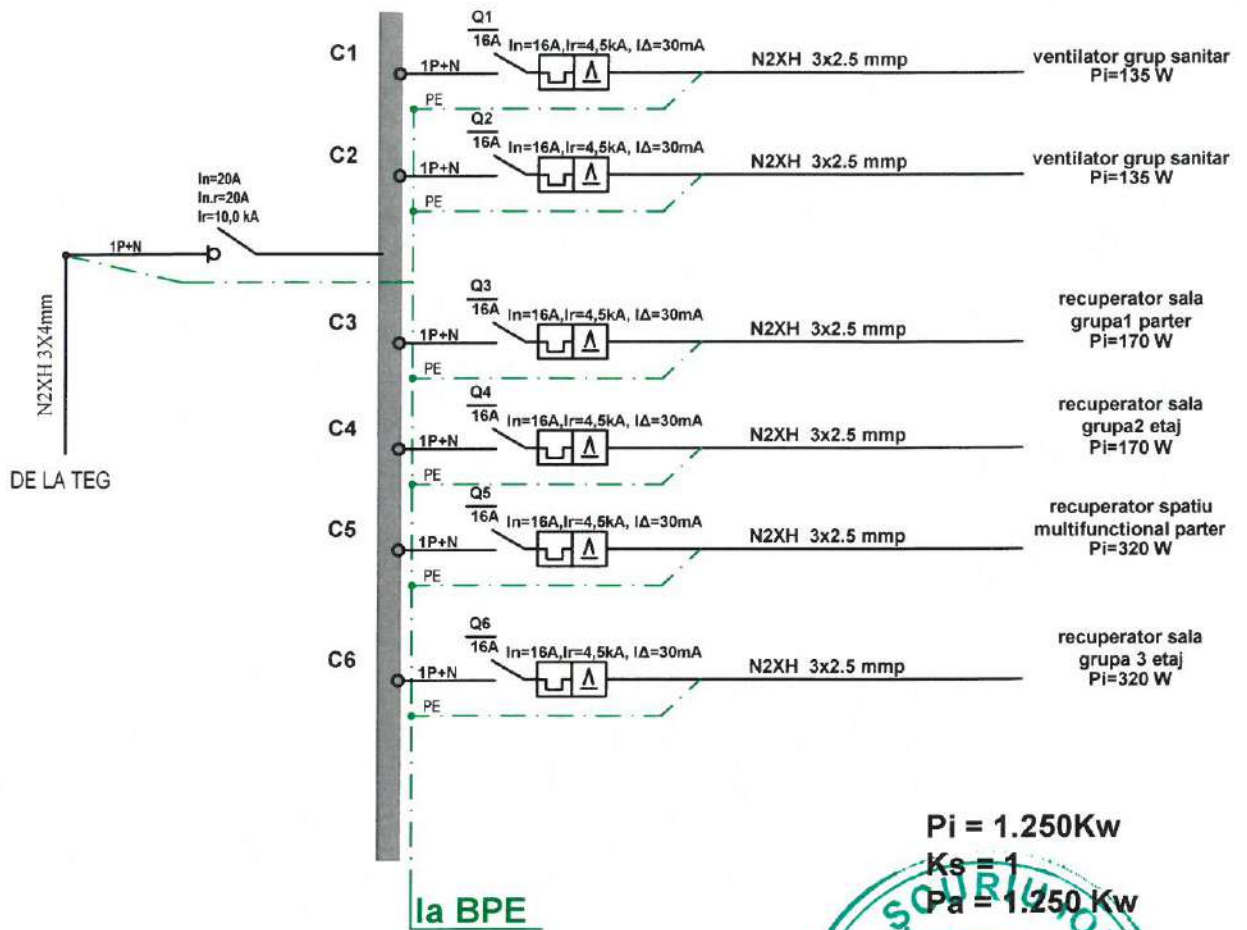 Q1
16A
In=16A,Ir=4,5kA, IΔ=30mA
C1
1P+N
N2XH 3x2.5 mmp
ventilator grup sanitar
Pi=135 W
PE
Q2
16A
In=16A,Ir=4,5kA, IΔ=30mA
C2
1P+N
N2XH 3x2.5 mmp
ventilator grup sanitar
Pi=135 W
PE
In=20A
In.r=20A
Ir=10,0 kA
1P+N
N2XH 3X4mm
DE LA TEG
Q3
16A
In=16A,Ir=4,5kA, IΔ=30mA
C3
1P+N
N2XH 3x2.5 mmp
recuperator sala
grupa1 parter
Pi=170 W
PE
Q4
16A
In=16A,Ir=4,5kA, IΔ=30mA
C4
1P+N
N2XH 3x2.5 mmp
recuperator sala
grupa2 etaj
Pi=170 W
PE
Q5
16A
In=16A,Ir=4,5kA, IΔ=30mA
C5
1P+N
N2XH 3x2.5 mmp
recuperator spatiu
multifunctional parter
Pi=320 W
PE
Q6
16A
In=16A,Ir=4,5kA, IΔ=30mA
C6
1P+N
N2XH 3x2.5 mmp
recuperator sala
grupa 3 etaj
Pi=320 W
PE
Pi = 1.250Kw
Ks = 1
Pa = 1.250 Kw
la BPE